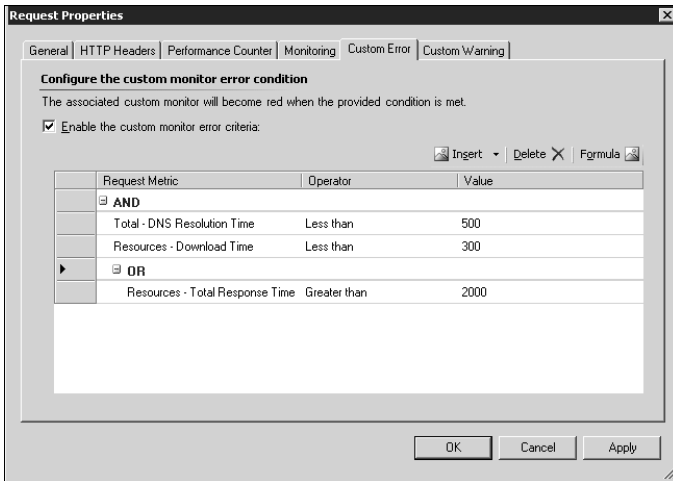 Request Properties
General HTTP Headers Performance Counter Monitoring Custom Error Custom Warning
Configure the custom monitor error condition
The associated custom monitor will become red when the provided condition is met.
Enable the custom monitor error criteria:
Insert Delete Formula
Request Metric Operator Value
AND
Total - DNS Resolution Time Less than 500
Resources - Download Time Less than 300
OR
Resources - Total Response Time Greater than 2000
OK Cancel Apply